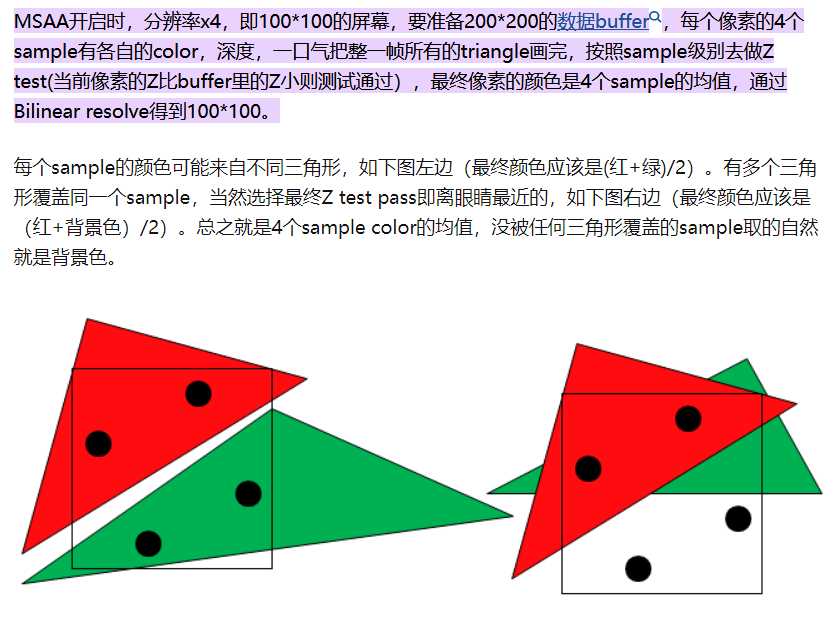 MSAA开启时，分辨率x4，即100*100的屏幕，要准备200*200的数据buffer，每个像素的4个
sample有各自的color，深度，一口气把整一帧所有的triangle画完，按照sample级别去做Z
test(当前像素的Z比buffer里的Z小则测试通过），最终像素的颜色是4个sample的均值，通过
Bilinear resolve得到100*100。
每个sample的颜色可能来自不同三角形，如下图左边（最终颜色应该是(红+绿)/2）。有多个三角
形覆盖同一个sample，当然选择最终Z test pass即离眼睛最近的，如下图右边（最终颜色应该是
（红+背景色）/2）。总之就是4个sample color的均值，没被任何三角形覆盖的sample取的自然
就是背景色。